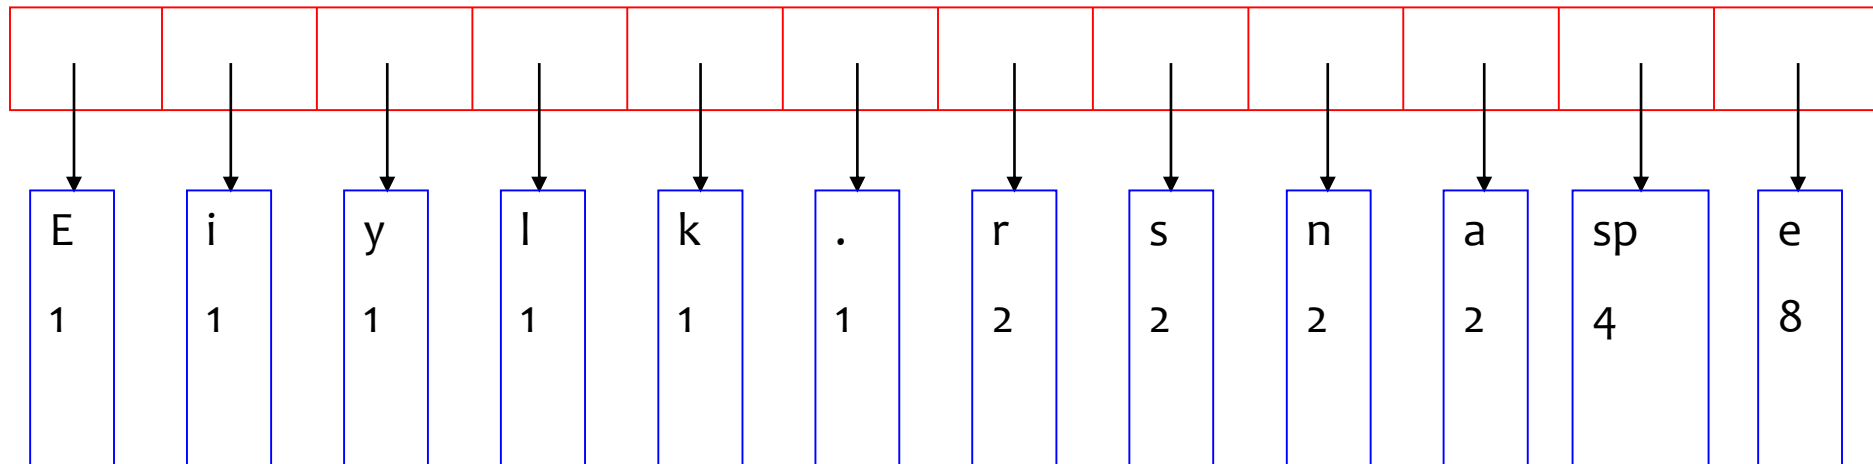 E i y l k . r s n a sp e
1 1 1 1 1 1 2 2 2 2 4 8